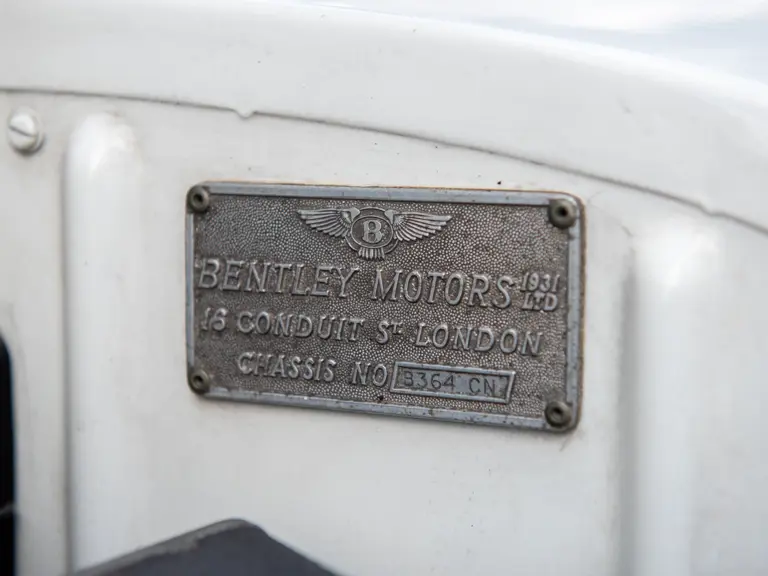 B
BENTLEY MOTORS 1931 LTD
16 CONDUIT ST LONDON
CHASSIS NO B364 CN